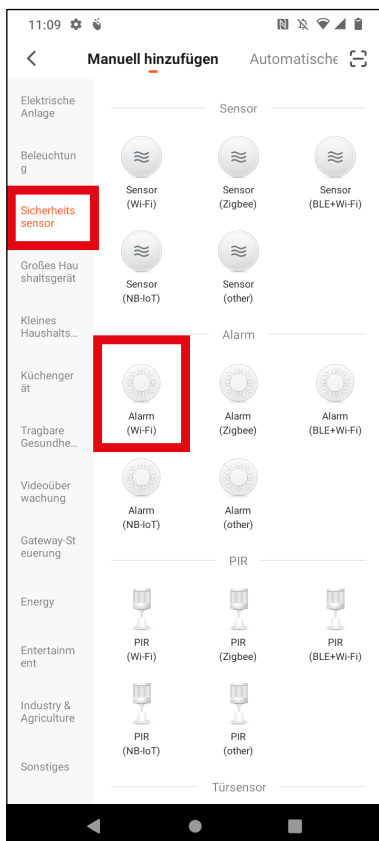 11:09
Manuell hinzufügen Automatische
Elektrische
Anlage
Beleuchtun
g
Sicherheits
sensor
Großes Hau
shaltsgerät
Kleines
Haushalts...
Küchenger
ät
Tragbare
Gesundhe...
Videoüber
wachung
Gateway-St
euerung
Energy
Entertainm
ent
Industry &
Agriculture
Sonstiges
Sensor
Sensor
(Wi-Fi)
Sensor
(Zigbee)
Sensor
(BLE+Wi-Fi)
Sensor
(NB-IoT)
Sensor
(other)
Alarm
Alarm
(Wi-Fi)
Alarm
(Zigbee)
Alarm
(BLE+Wi-Fi)
Alarm
(NB-IoT)
Alarm
(other)
PIR
PIR
(Wi-Fi)
PIR
(Zigbee)
PIR
(BLE+Wi-Fi)
PIR
(NB-IoT)
PIR
(other)
Türsensor